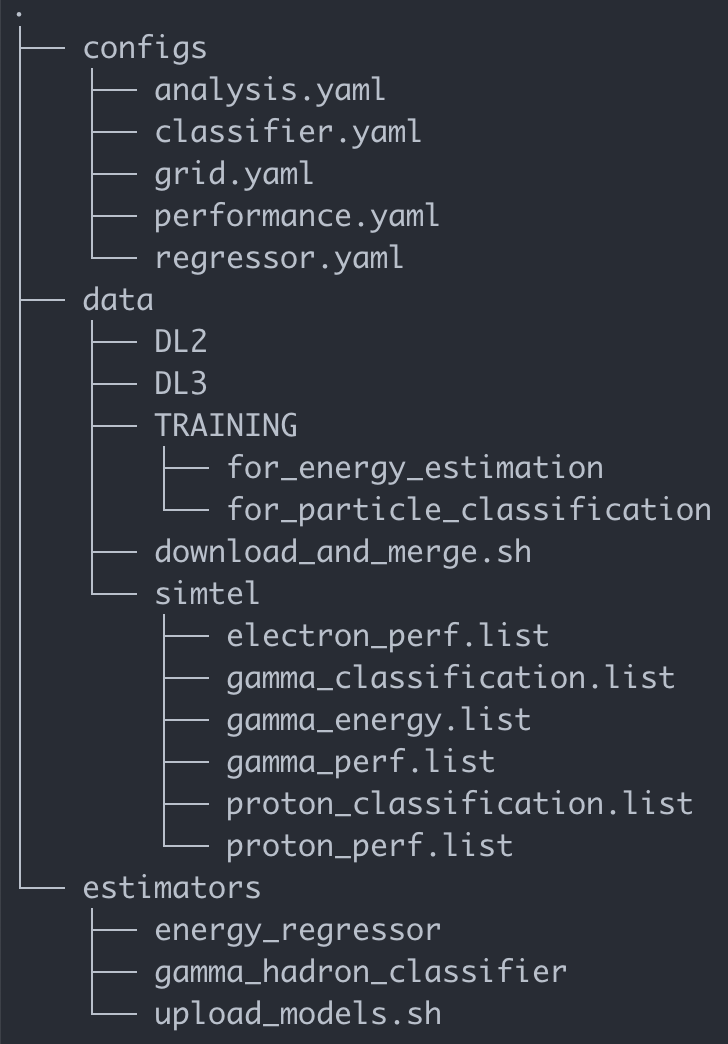 .
├── configs
│   ├── analysis.yaml
│   ├── classifier.yaml
│   ├── grid.yaml
│   ├── performance.yaml
│   └── regressor.yaml
├── data
│   ├── DL2
│   ├── DL3
│   ├── TRAINING
│   │   ├── for_energy_estimation
│   │   └── for_particle_classification
│   ├── download_and_merge.sh
│   └── simtel
│       ├── electron_perf.list
│       ├── gamma_classification.list
│       ├── gamma_energy.list
│       ├── gamma_perf.list
│       ├── proton_classification.list
│       └── proton_perf.list
└── estimators
    ├── energy_regressor
    ├── gamma_hadron_classifier
    └── upload_models.sh